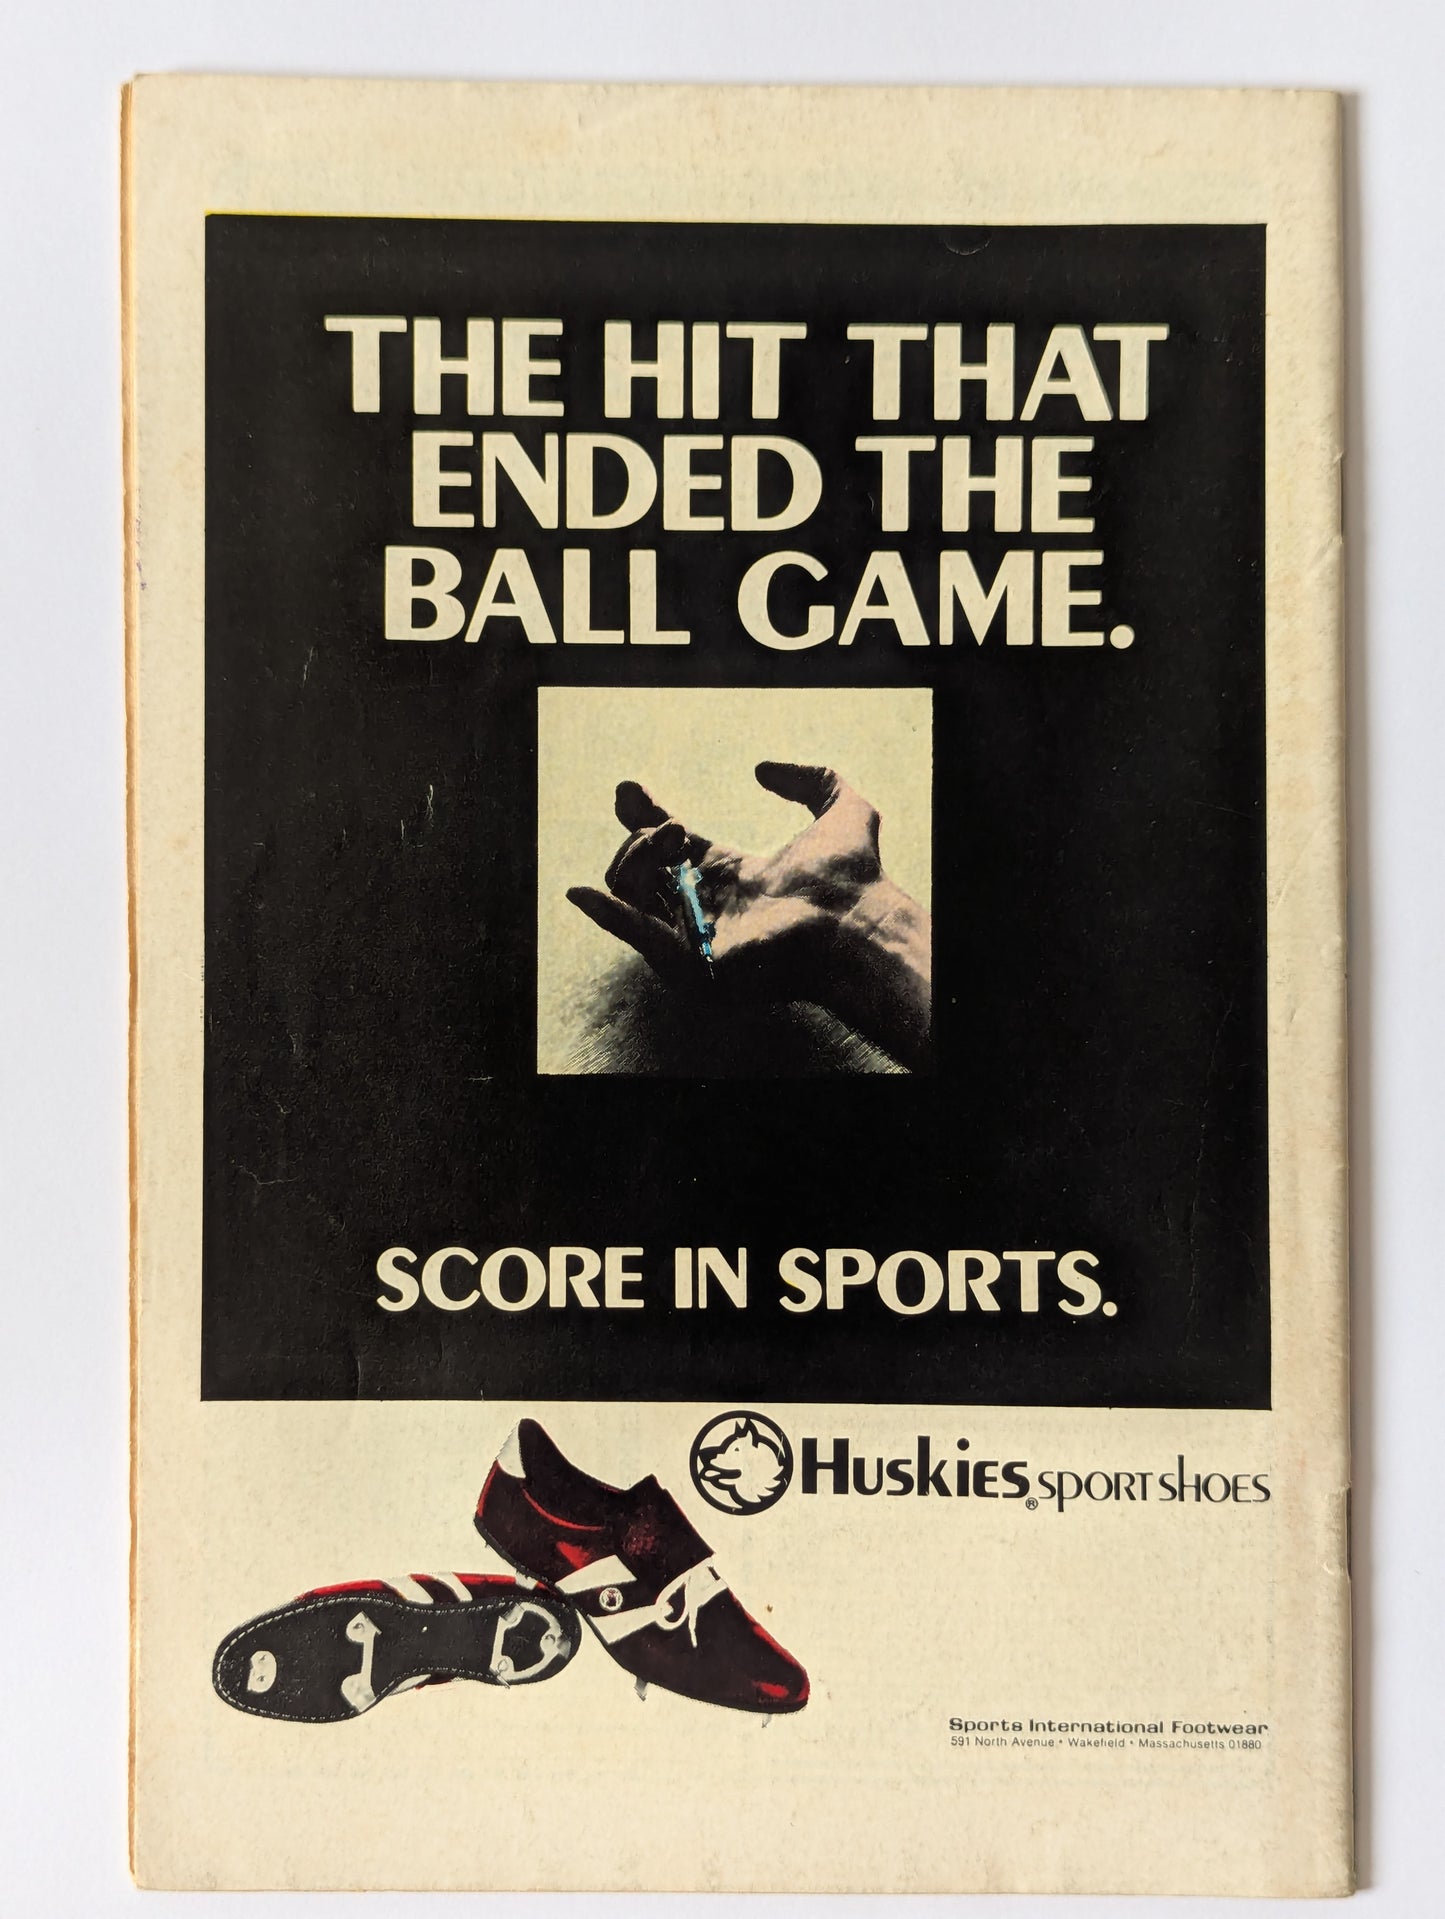 THE HIT THAT
ENDED THE
BALL GAME.
SCORE IN SPORTS.
HUSKIES® SPORT SHOES
Sports International Footwear
591 North Avenue • Wakefield • Massachusetts 01880